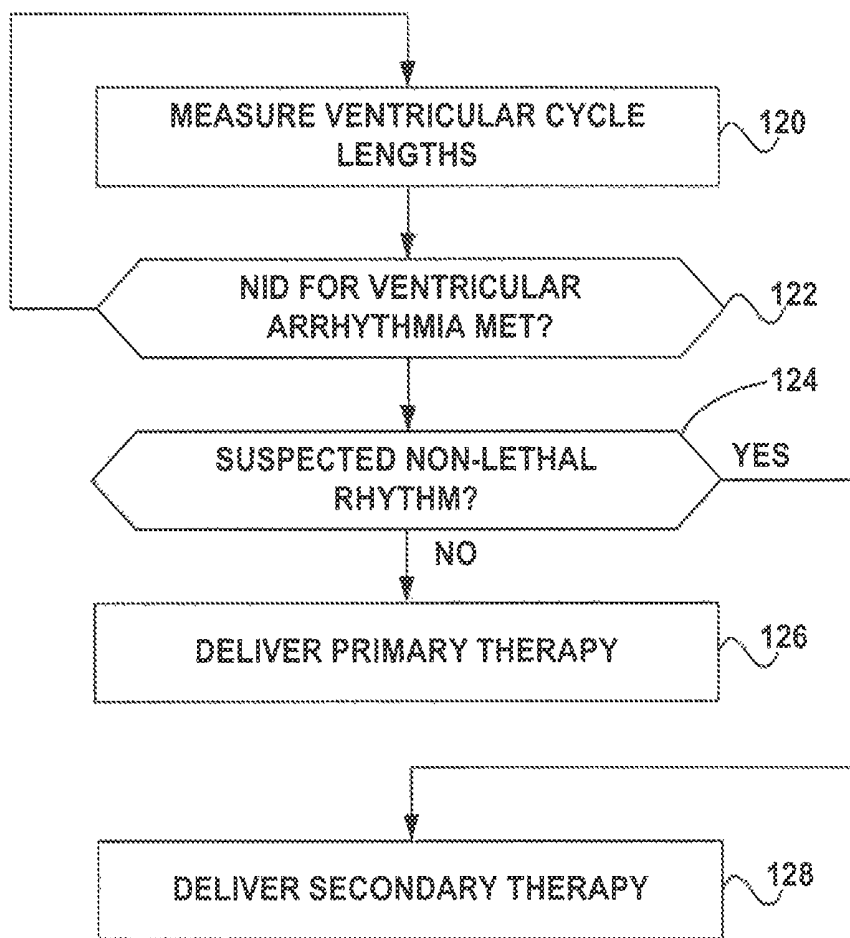 MEASURE VENTRICULAR CYCLE
LENGTHS
120
NID FOR VENTRICULAR
ARRHYTHMIA MET?
122
124
SUSPECTED NON-LETHAL
RHYTHM?
YES
NO
DELIVER PRIMARY THERAPY
126
DELIVER SECONDARY THERAPY
128